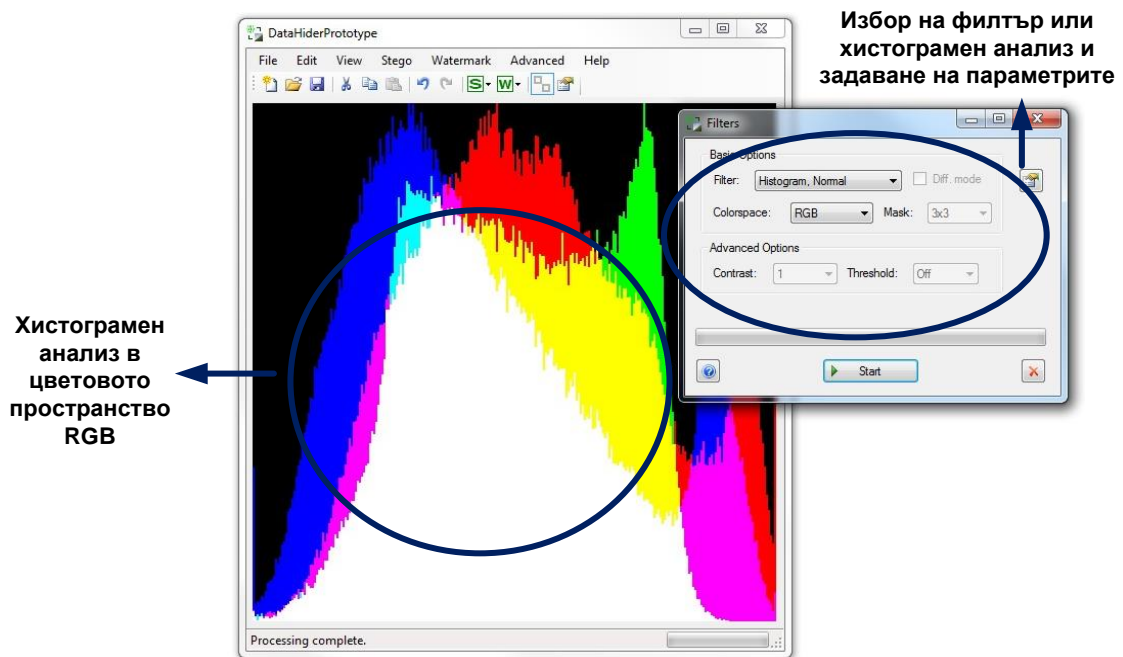 Избор на филтър или
хистограмен анализ и
задаване на параметрите
DataHiderPrototype
File Edit View Stego Watermark Advanced Help
S W
Filters
Basic Options
Filter: Histogram, Normal Diff. mode
Colorspace: RGB Mask: 3x3
Advanced Options
Contrast: 1 Threshold: Off
Start
Хистограмен
анализ в
цветовото
пространство
RGB
Processing complete.